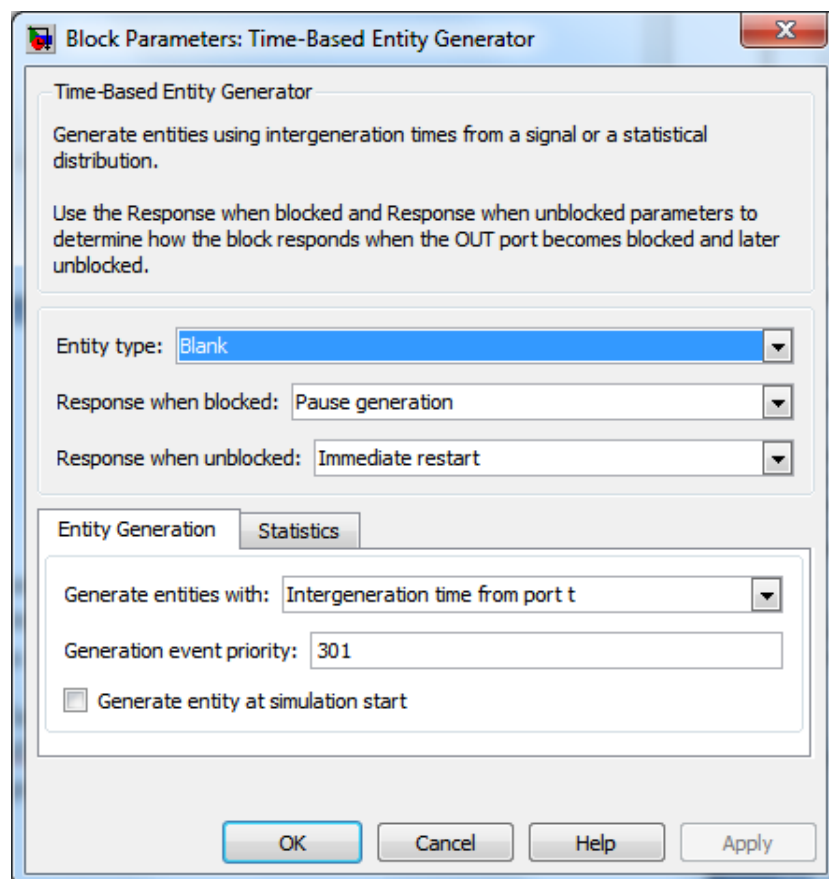 Block Parameters: Time-Based Entity Generator
Time-Based Entity Generator
Generate entities using intergeneration times from a signal or a statistical
distribution.
Use the Response when blocked and Response when unblocked parameters to
determine how the block responds when the OUT port becomes blocked and later
unblocked.
Entity type: Blank
Response when blocked: Pause generation
Response when unblocked: Immediate restart
Entity Generation Statistics
Generate entities with: Intergeneration time from port t
Generation event priority: 301
Generate entity at simulation start
OK Cancel Help Apply